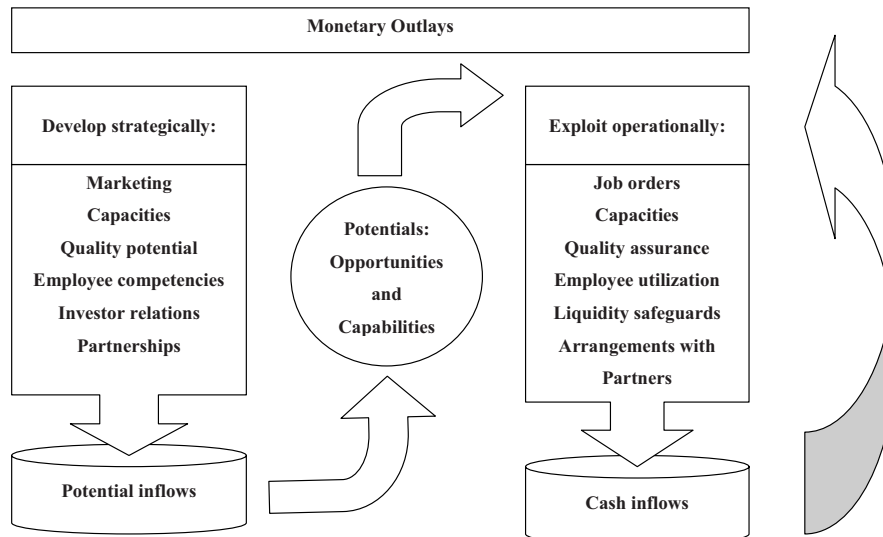 Monetary Outlays
Develop strategically:
Marketing
Capacities
Quality potential
Employee competencies
Investor relations
Partnerships
Potential inflows
Potentials:
Opportunities
and
Capabilities
Exploit operationally:
Job orders
Capacities
Quality assurance
Employee utilization
Liquidity safeguards
Arrangements with
Partners
Cash inflows